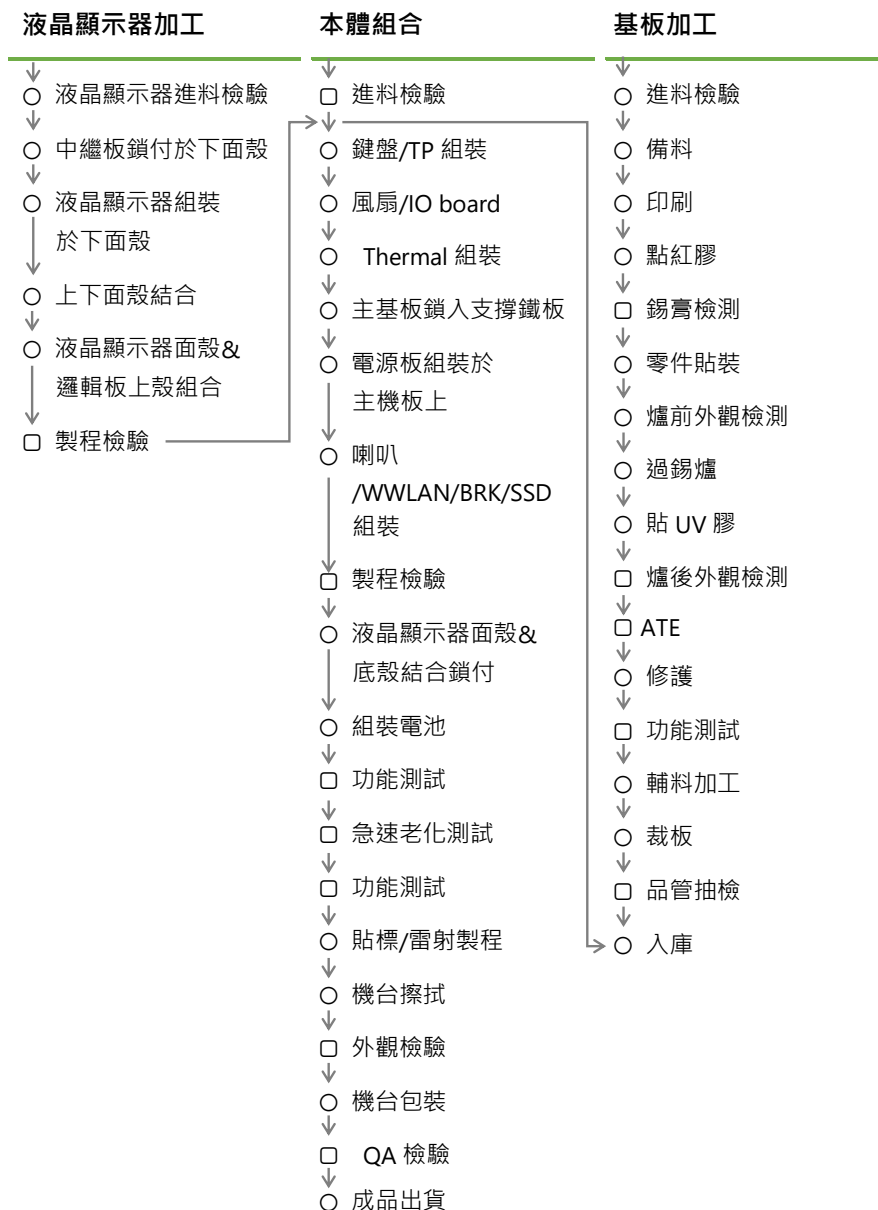 液晶顯示器加工
液晶顯示器進料檢驗
中繼板鎖付於下面殼
液晶顯示器組裝
於下面殼
上下面殼結合
液晶顯示器面殼&
邏輯板上殼組合
製程檢驗
本體組合
進料檢驗
鍵盤/TP 組裝
風扇/IO board
Thermal 組裝
主基板鎖入支撐鐵板
電源板組裝於
主機板上
喇叭
/WWLAN/BRK/SSD
組裝
製程檢驗
液晶顯示器面殼&
底殼結合鎖付
組裝電池
功能測試
急速老化測試
功能測試
貼標/雷射製程
機台擦拭
外觀檢驗
機台包裝
QA 檢驗
成品出貨
基板加工
進料檢驗
備料
印刷
點紅膠
錫膏檢測
零件貼裝
爐前外觀檢測
過錫爐
貼 UV 膠
爐後外觀檢測
ATE
修護
功能測試
輔料加工
裁板
品管抽檢
入庫